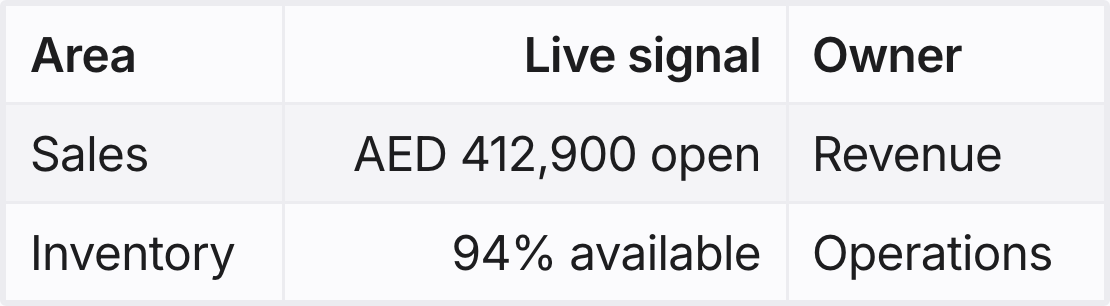 Area Live signal Owner
Sales AED 412,900 open Revenue
Inventory 94% available Operations